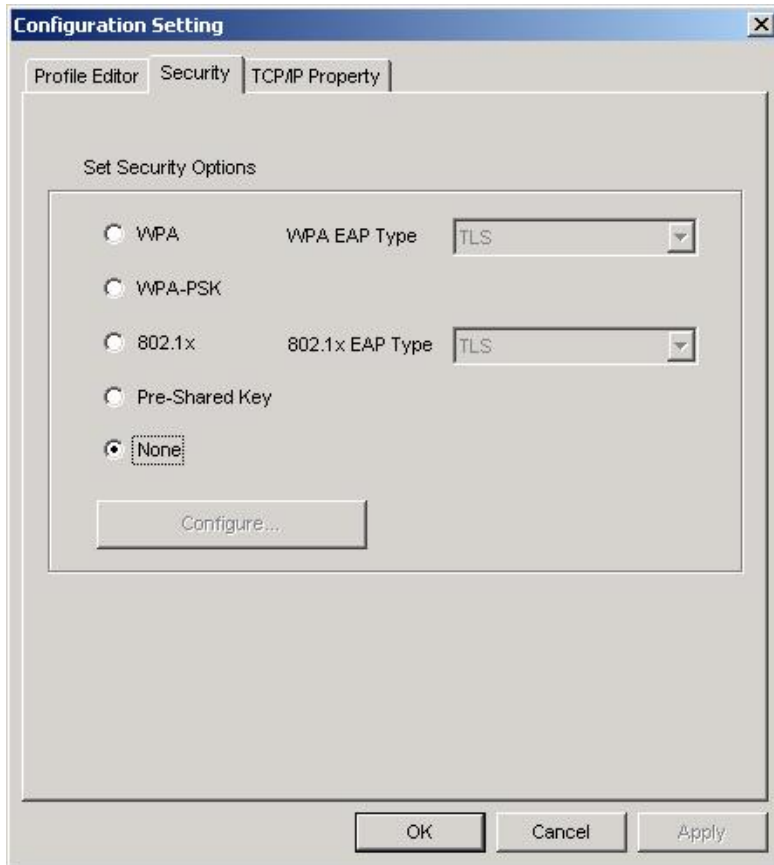 Configuration Setting
Profile Editor Security TCP/IP Property
Set Security Options
WPA WPA EAP Type TLS
WPA-PSK
802.1x 802.1x EAP Type TLS
Pre-Shared Key
None
Configure...
OK Cancel Apply